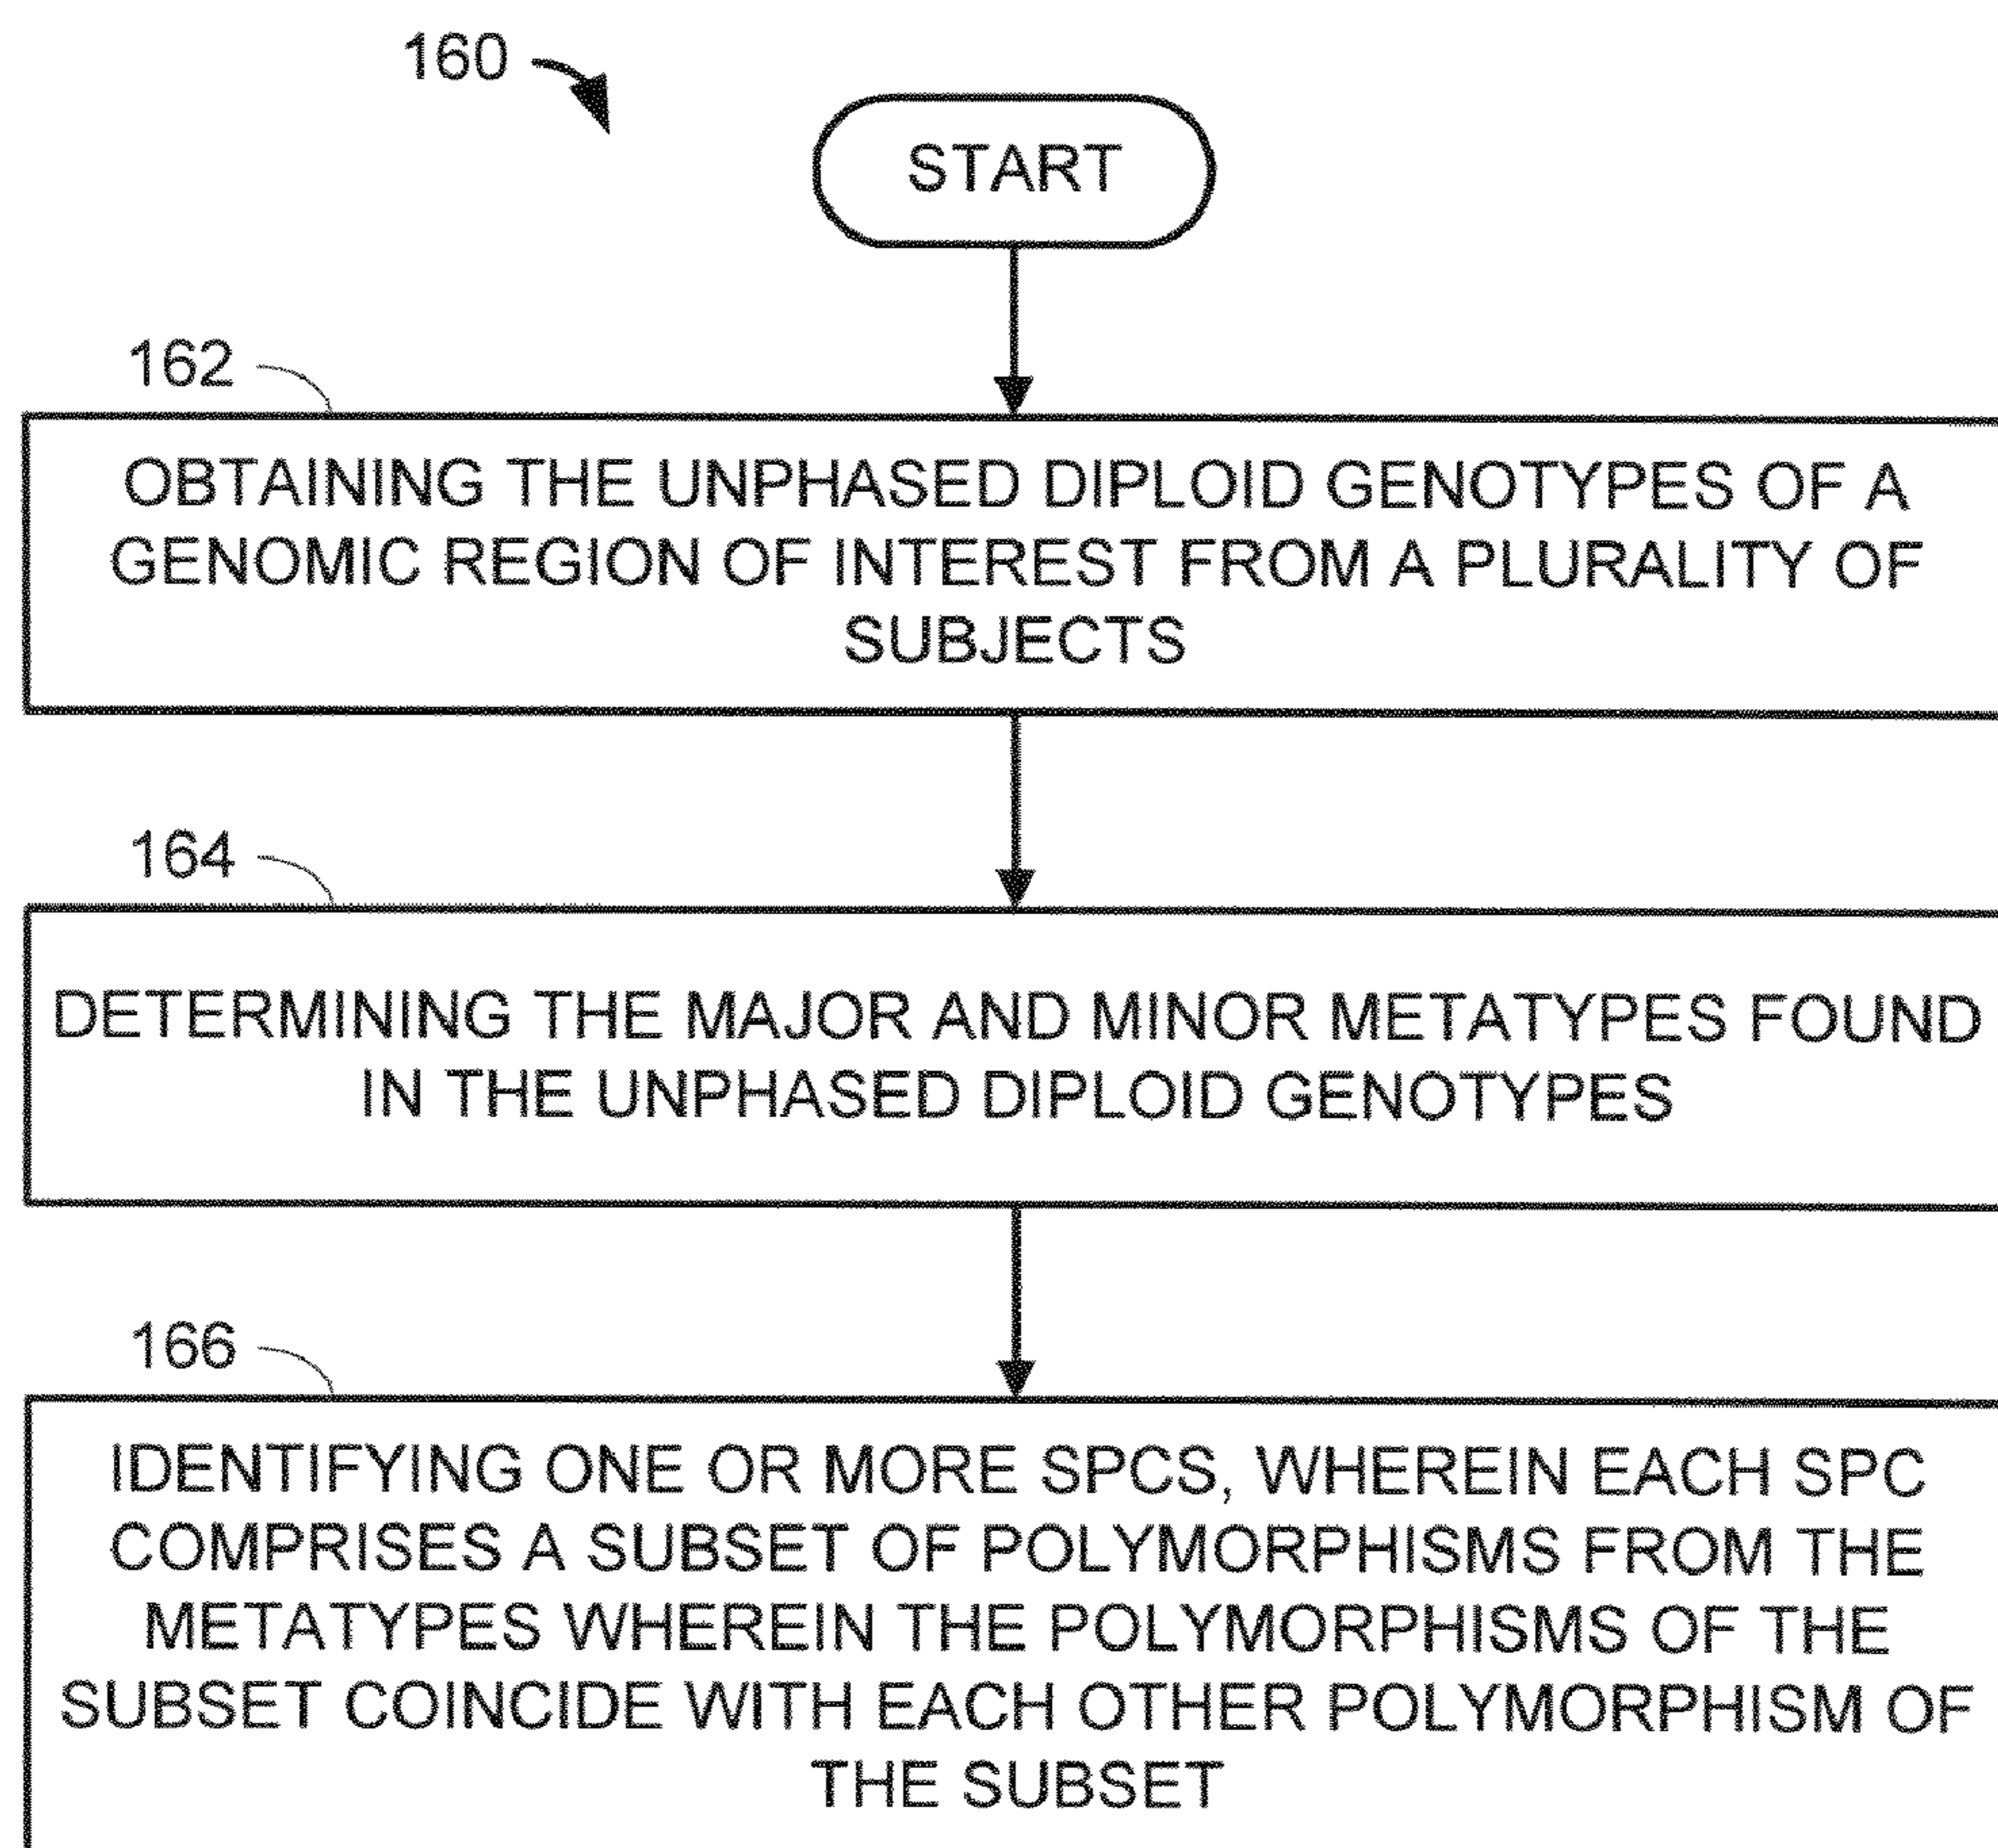 160
START
162
OBTAINING THE UNPHASED DIPLOID GENOTYPES OF A
GENOMIC REGION OF INTEREST FROM A PLURALITY OF
SUBJECTS
164
DETERMINING THE MAJOR AND MINOR METATYPES FOUND
IN THE UNPHASED DIPLOID GENOTYPES
166
IDENTIFYING ONE OR MORE SPCS, WHEREIN EACH SPC
COMPRISES A SUBSET OF POLYMORPHISMS FROM THE
METATYPES WHEREIN THE POLYMORPHISMS OF THE
SUBSET COINCIDE WITH EACH OTHER POLYMORPHISM OF
THE SUBSET